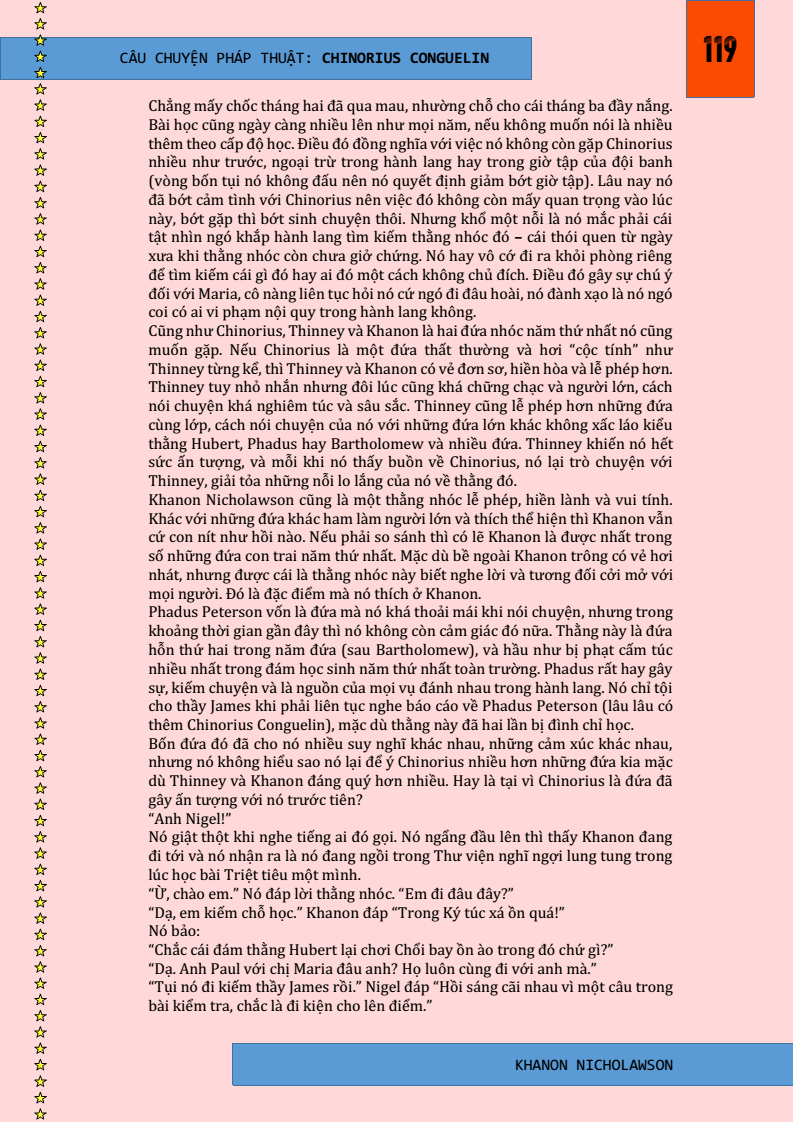 119
CÂU CHUYỆN PHÁP THUẬT: CHINORIUS CONGUELIN
Chẳng mấy chốc tháng hai đã qua mau, nhường chỗ cho cái tháng ba đầy nắng.
Bài học cũng ngày càng nhiều lên như mọi năm, nếu không muốn nói là nhiều
thêm theo cấp độ học. Điều đó đồng nghĩa với việc nó không còn gặp Chinorius
nhiều như trước, ngoại trừ trong hành lang hay trong giờ tập của đội banh
(vòng bốn tụi nó không đấu nên nó quyết định giảm bớt giờ tập). Lâu nay nó
đã bớt cảm tình với Chinorius nên việc đó không còn mấy quan trọng vào lúc
này, bớt gặp thì bớt sinh chuyện thôi. Nhưng khổ một nỗi là nó mắc phải cái
tật nhìn ngó khắp hành lang tìm kiếm thằng nhóc đó – cái thói quen từ ngày
xưa khi thằng nhóc còn chưa giở chứng. Nó hay vô cớ đi ra khỏi phòng riêng
để tìm kiếm cái gì đó hay ai đó một cách không chủ đích. Điều đó gây sự chú ý
đối với Maria, cô nàng liên tục hỏi nó cứ ngó đi đâu hoài, nó đành xạo là nó ngó
coi có ai vi phạm nội quy trong hành lang không.
Cũng như Chinorius, Thinney và Khanon là hai đứa nhóc năm thứ nhất nó cũng
muốn gặp. Nếu Chinorius là một đứa thất thường và hơi “cộc tính” như
Thinney từng kể, thì Thinney và Khanon có vẻ đơn sơ, hiền hòa và lễ phép hơn.
Thinney tuy nhỏ nhắn nhưng đôi lúc cũng khá chững chạc và người lớn, cách
nói chuyện khá nghiêm túc và sâu sắc. Thinney cũng lễ phép hơn những đứa
cùng lớp, cách nói chuyện của nó với những đứa lớn khác không xấc láo kiểu
thằng Hubert, Phadus hay Bartholomew và nhiều đứa. Thinney khiến nó hết
sức ấn tượng, và mỗi khi nó thấy buồn về Chinorius, nó lại trò chuyện với
Thinney, giải tỏa những nỗi lo lắng của nó về thằng đó.
Khanon Nicholawson cũng là một thằng nhóc lễ phép, hiền lành và vui tính.
Khác với những đứa khác ham làm người lớn và thích thể hiện thì Khanon vẫn
cứ con nít như hồi nào. Nếu phải so sánh thì có lẽ Khanon là được nhất trong
số những đứa con trai năm thứ nhất. Mặc dù bề ngoài Khanon trông có vẻ hơi
nhát, nhưng được cái là thằng nhóc này biết nghe lời và tương đối cởi mở với
mọi người. Đó là đặc điểm mà nó thích ở Khanon.
Phadus Peterson vốn là đứa mà nó khá thoải mái khi nói chuyện, nhưng trong
khoảng thời gian gần đây thì nó không còn cảm giác đó nữa. Thằng này là đứa
hỗn thứ hai trong năm đứa (sau Bartholomew), và hầu như bị phạt cấm túc
nhiều nhất trong đám học sinh năm thứ nhất toàn trường. Phadus rất hay gây
sự, kiếm chuyện và là nguồn của mọi vụ đánh nhau trong hành lang. Nó chỉ tội
cho thầy James khi phải liên tục nghe báo cáo về Phadus Peterson (lâu lâu có
thêm Chinorius Conguelin), mặc dù thằng này đã hai lần bị đình chỉ học.
Bốn đứa đó đã cho nó nhiều suy nghĩ khác nhau, những cảm xúc khác nhau,
nhưng nó không hiểu sao nó lại để ý Chinorius nhiều hơn những đứa kia mặc
dù Thinney và Khanon đáng quý hơn nhiều. Hay là tại vì Chinorius là đứa đã
gây ấn tượng với nó trước tiên?
“Anh Nigel!”
Nó giật thột khi nghe tiếng ai đó gọi. Nó ngẩng đầu lên thì thấy Khanon đang
đi tới và nó nhận ra là nó đang ngồi trong Thư viện nghĩ ngợi lung tung trong
lúc học bài Triệt tiêu một mình.
“Ừ, chào em.” Nó đáp lời thằng nhóc. “Em đi đâu đây?”
“Dạ, em kiếm chỗ học.” Khanon đáp “Trong Ký túc xá ồn quá!”
Nó bảo:
“Chắc cái đám thằng Hubert lại chơi Chổi bay ồn ào trong đó chứ gì?”
“Dạ. Anh Paul với chị Maria đâu anh? Họ luôn cùng đi với anh mà.”
“Tụi nó đi kiếm thầy James rồi.” Nigel đáp “Hồi sáng cãi nhau vì một câu trong
bài kiểm tra, chắc là đi kiện cho lên điểm.”
KHANON NICHOLAWSON